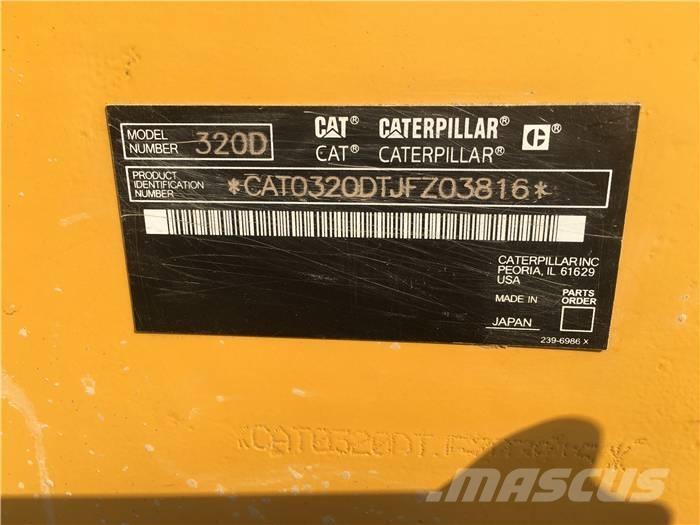 MODEL NUMBER 320D
CAT® CATERPILLAR® C®
CAT® CATERPILLAR®
PRODUCT IDENTIFICATION NUMBER *CAT0320DTJFZ03816*
CATERPILLAR INC
PEORIA, IL 61629
USA
MADE IN
JAPAN
PARTS ORDER
239-6986 X
*CAT0320DTJFZ
MASCUS